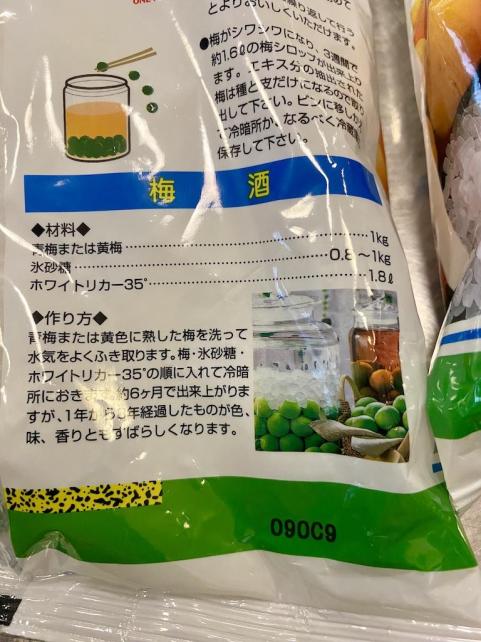 とよりおいしくいただけます。
●梅がシワシワになり、3週間で
約1.6ℓの梅シロップが出来上り
ます。エキス分の抽出された
梅は種と皮だけになるので取り
出して下さい。ビンに移し
て冷暗所か、なるべく冷蔵
保存して下さい。
梅酒
◆材料◆
青梅または黄梅 1kg
氷砂糖 0.8〜1kg
ホワイトリカー35° 1.8ℓ
◆作り方◆
青梅または黄色に熟した梅を洗って
水気をよくふき取ります。梅・氷砂糖・
ホワイトリカー35°の順に入れて冷暗
所におきます。約6ヶ月で出来上がりま
すが、1年から 年経過したものが色、
味、香りともすばらしくなります。
090C9